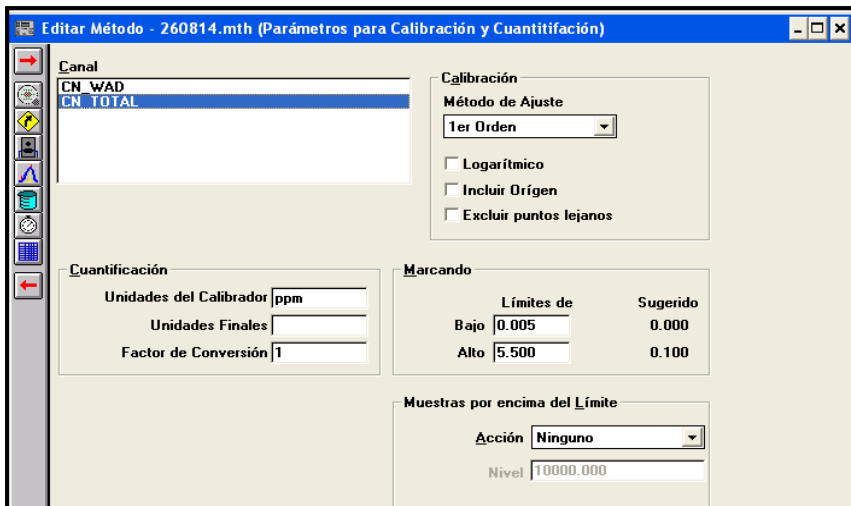 Editar Método - 260814.mth (Parámetros para Calibración y Cuantitifación)
Canal
CN_WAD
CN_TOTAL
Calibración
Método de Ajuste
1er Orden
Logarítmico
Incluir Orígen
Excluir puntos lejanos
Cuantificación
Unidades del Calibrador ppm
Unidades Finales
Factor de Conversión 1
Marcando
Límites de Sugerido
Bajo 0.005 0.000
Alto 5.500 0.100
Muestras por encima del Límite
Acción Ninguno
Nivel 10000.000